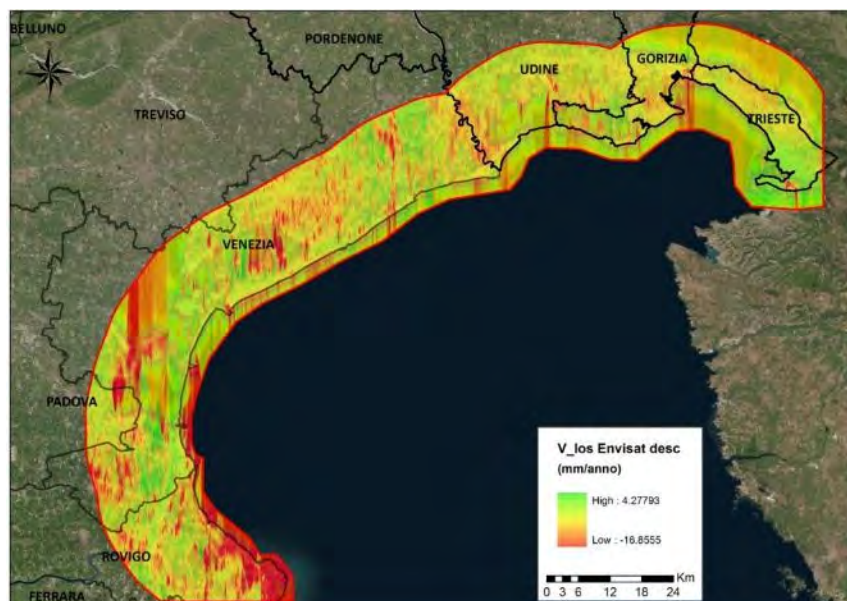 BELLUNO
PORDENONE
UDINE
GORIZIA
TREVISO
TRIESTE
VENEZIA
PADOVA
ROVIGO
FERRARA
V_los Envisat desc
(mm/anno)
High : 4.27793
Low : -16.8555
Km
0 3 6 12 18 24